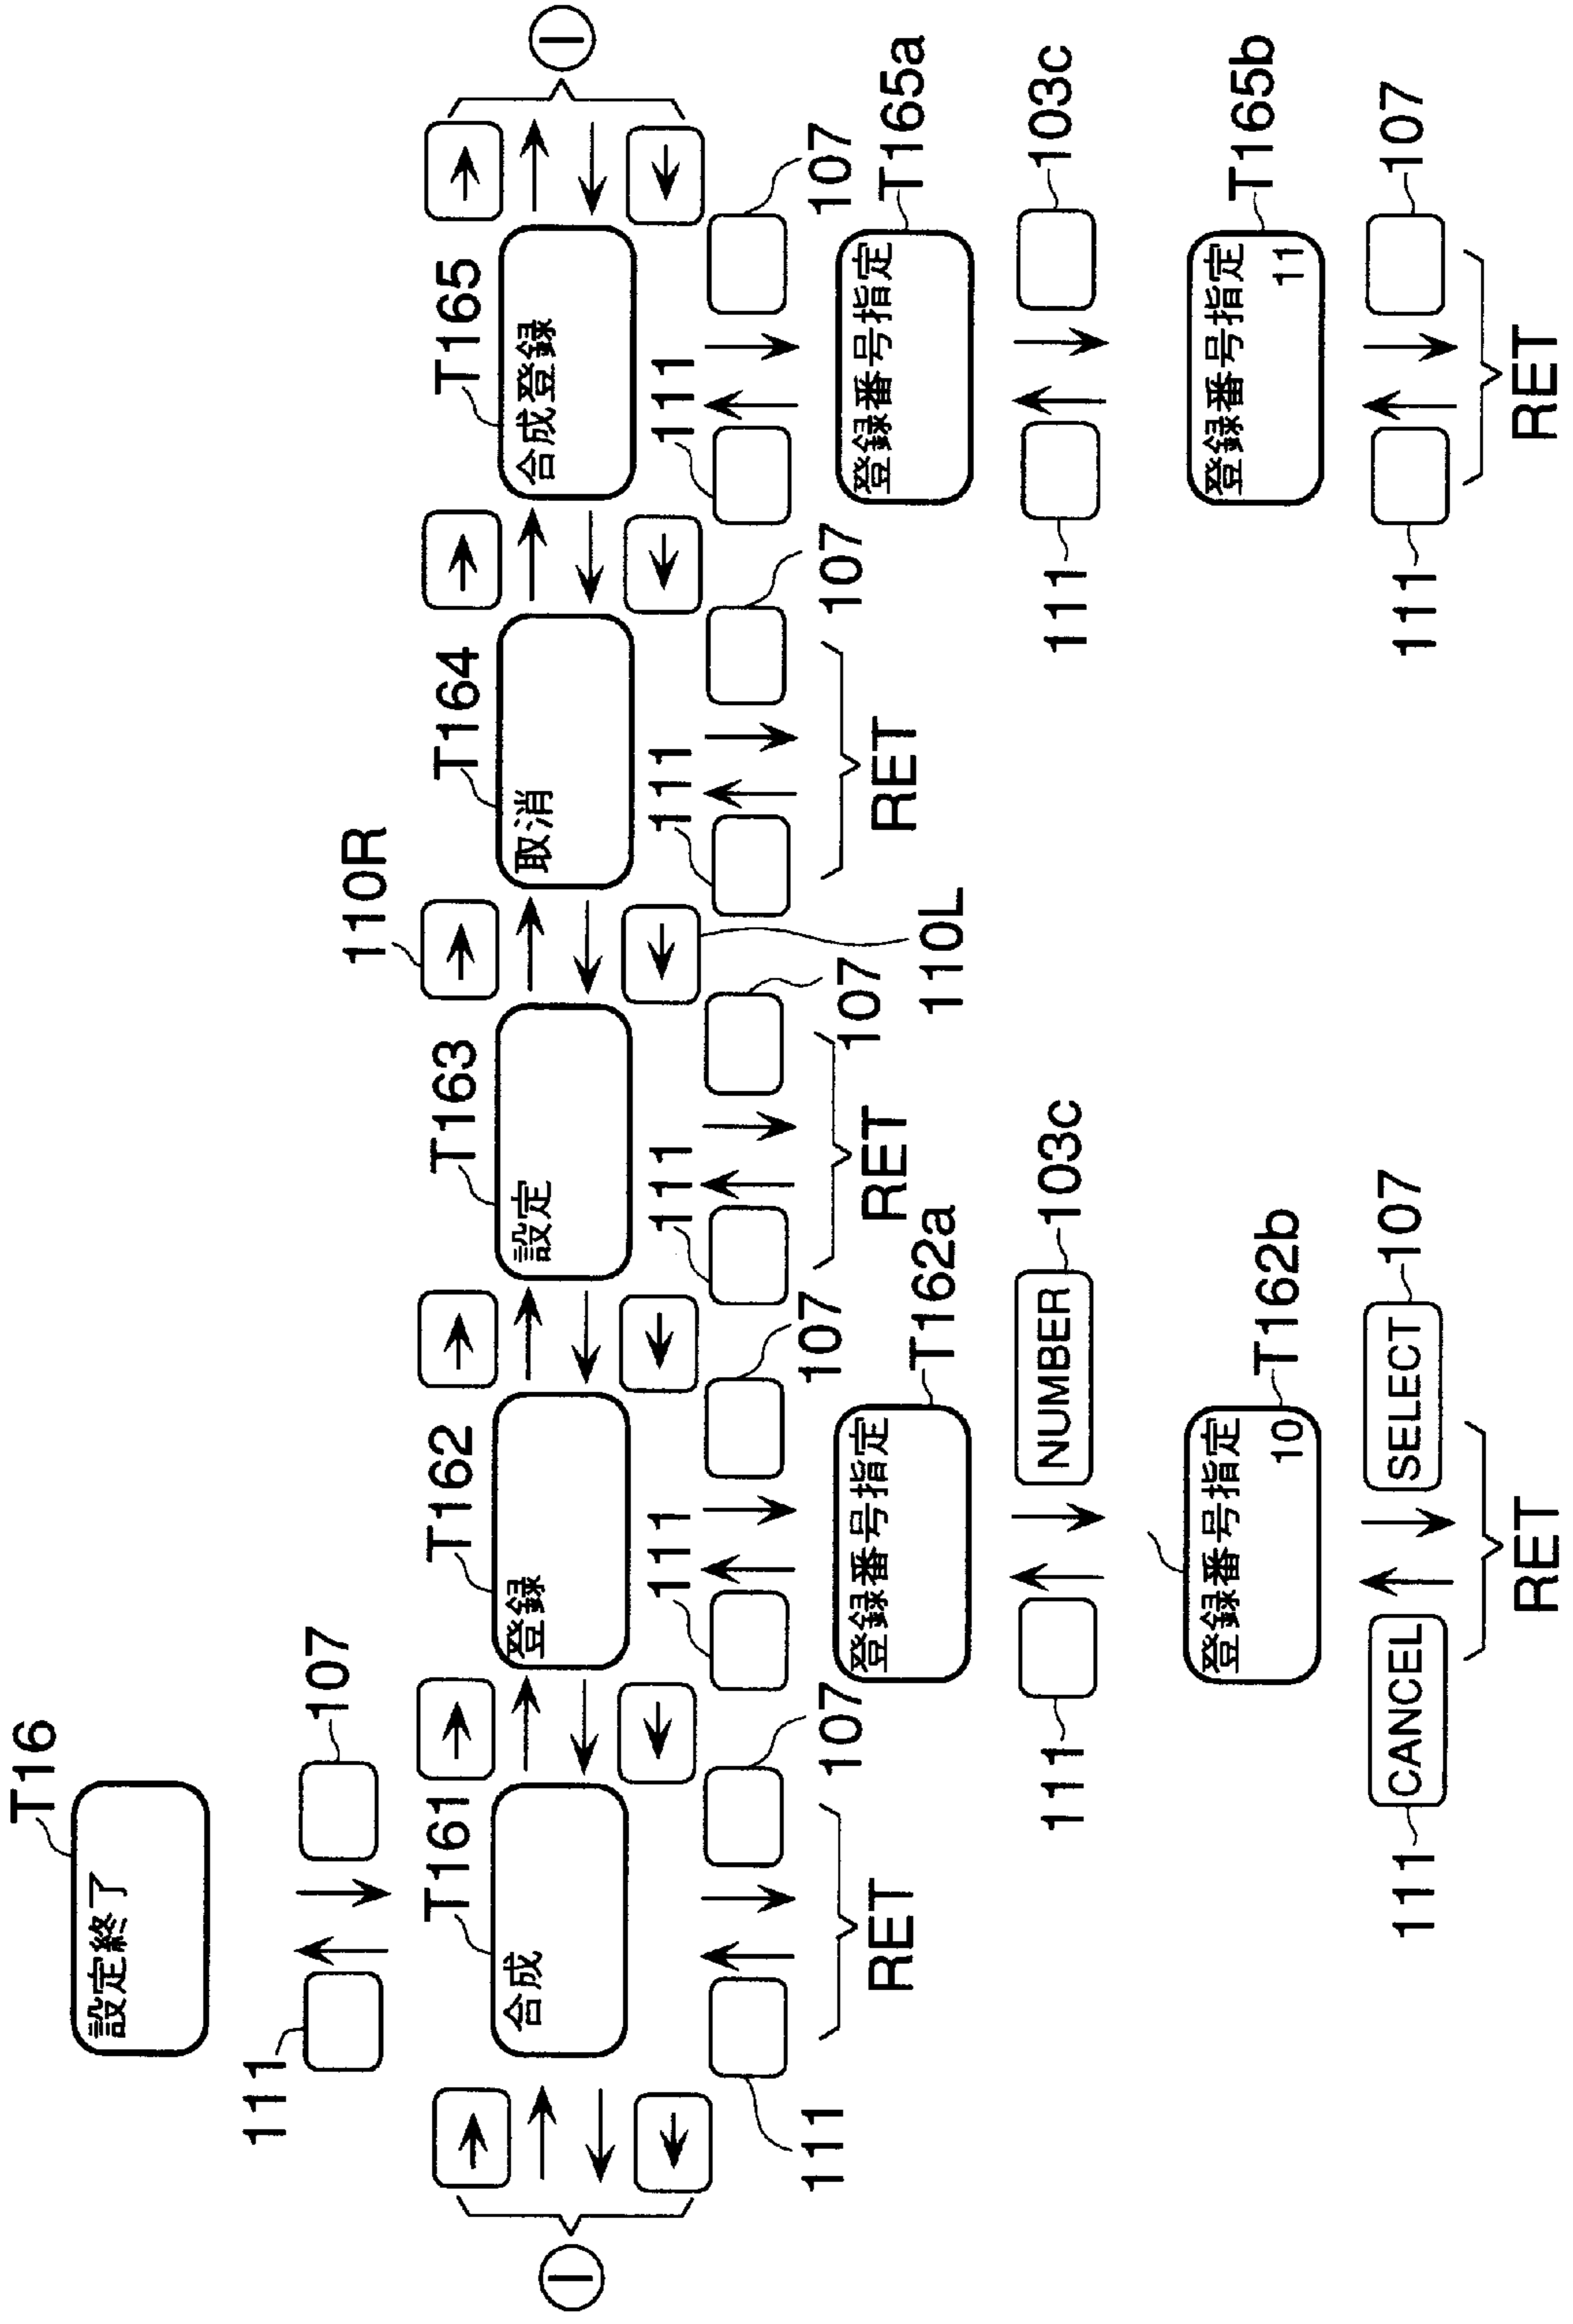 T16
設定終了
111
107
110R
T161
T162
T163
T164
T165
→
→
→
→
→
→
1
合成
登録
設定
取消
合成登録
1
←
←
←
←
←
←
111
107
111
107
111
107
111
107
111
107
110L
RET
RET
RET
T162a
登録番号指定
T165a
登録番号指定
111
NUMBER
103c
111
103c
T162b
登録番号指定
10
T165b
登録番号指定
11
111
CANCEL
SELECT
107
111
107
RET
RET